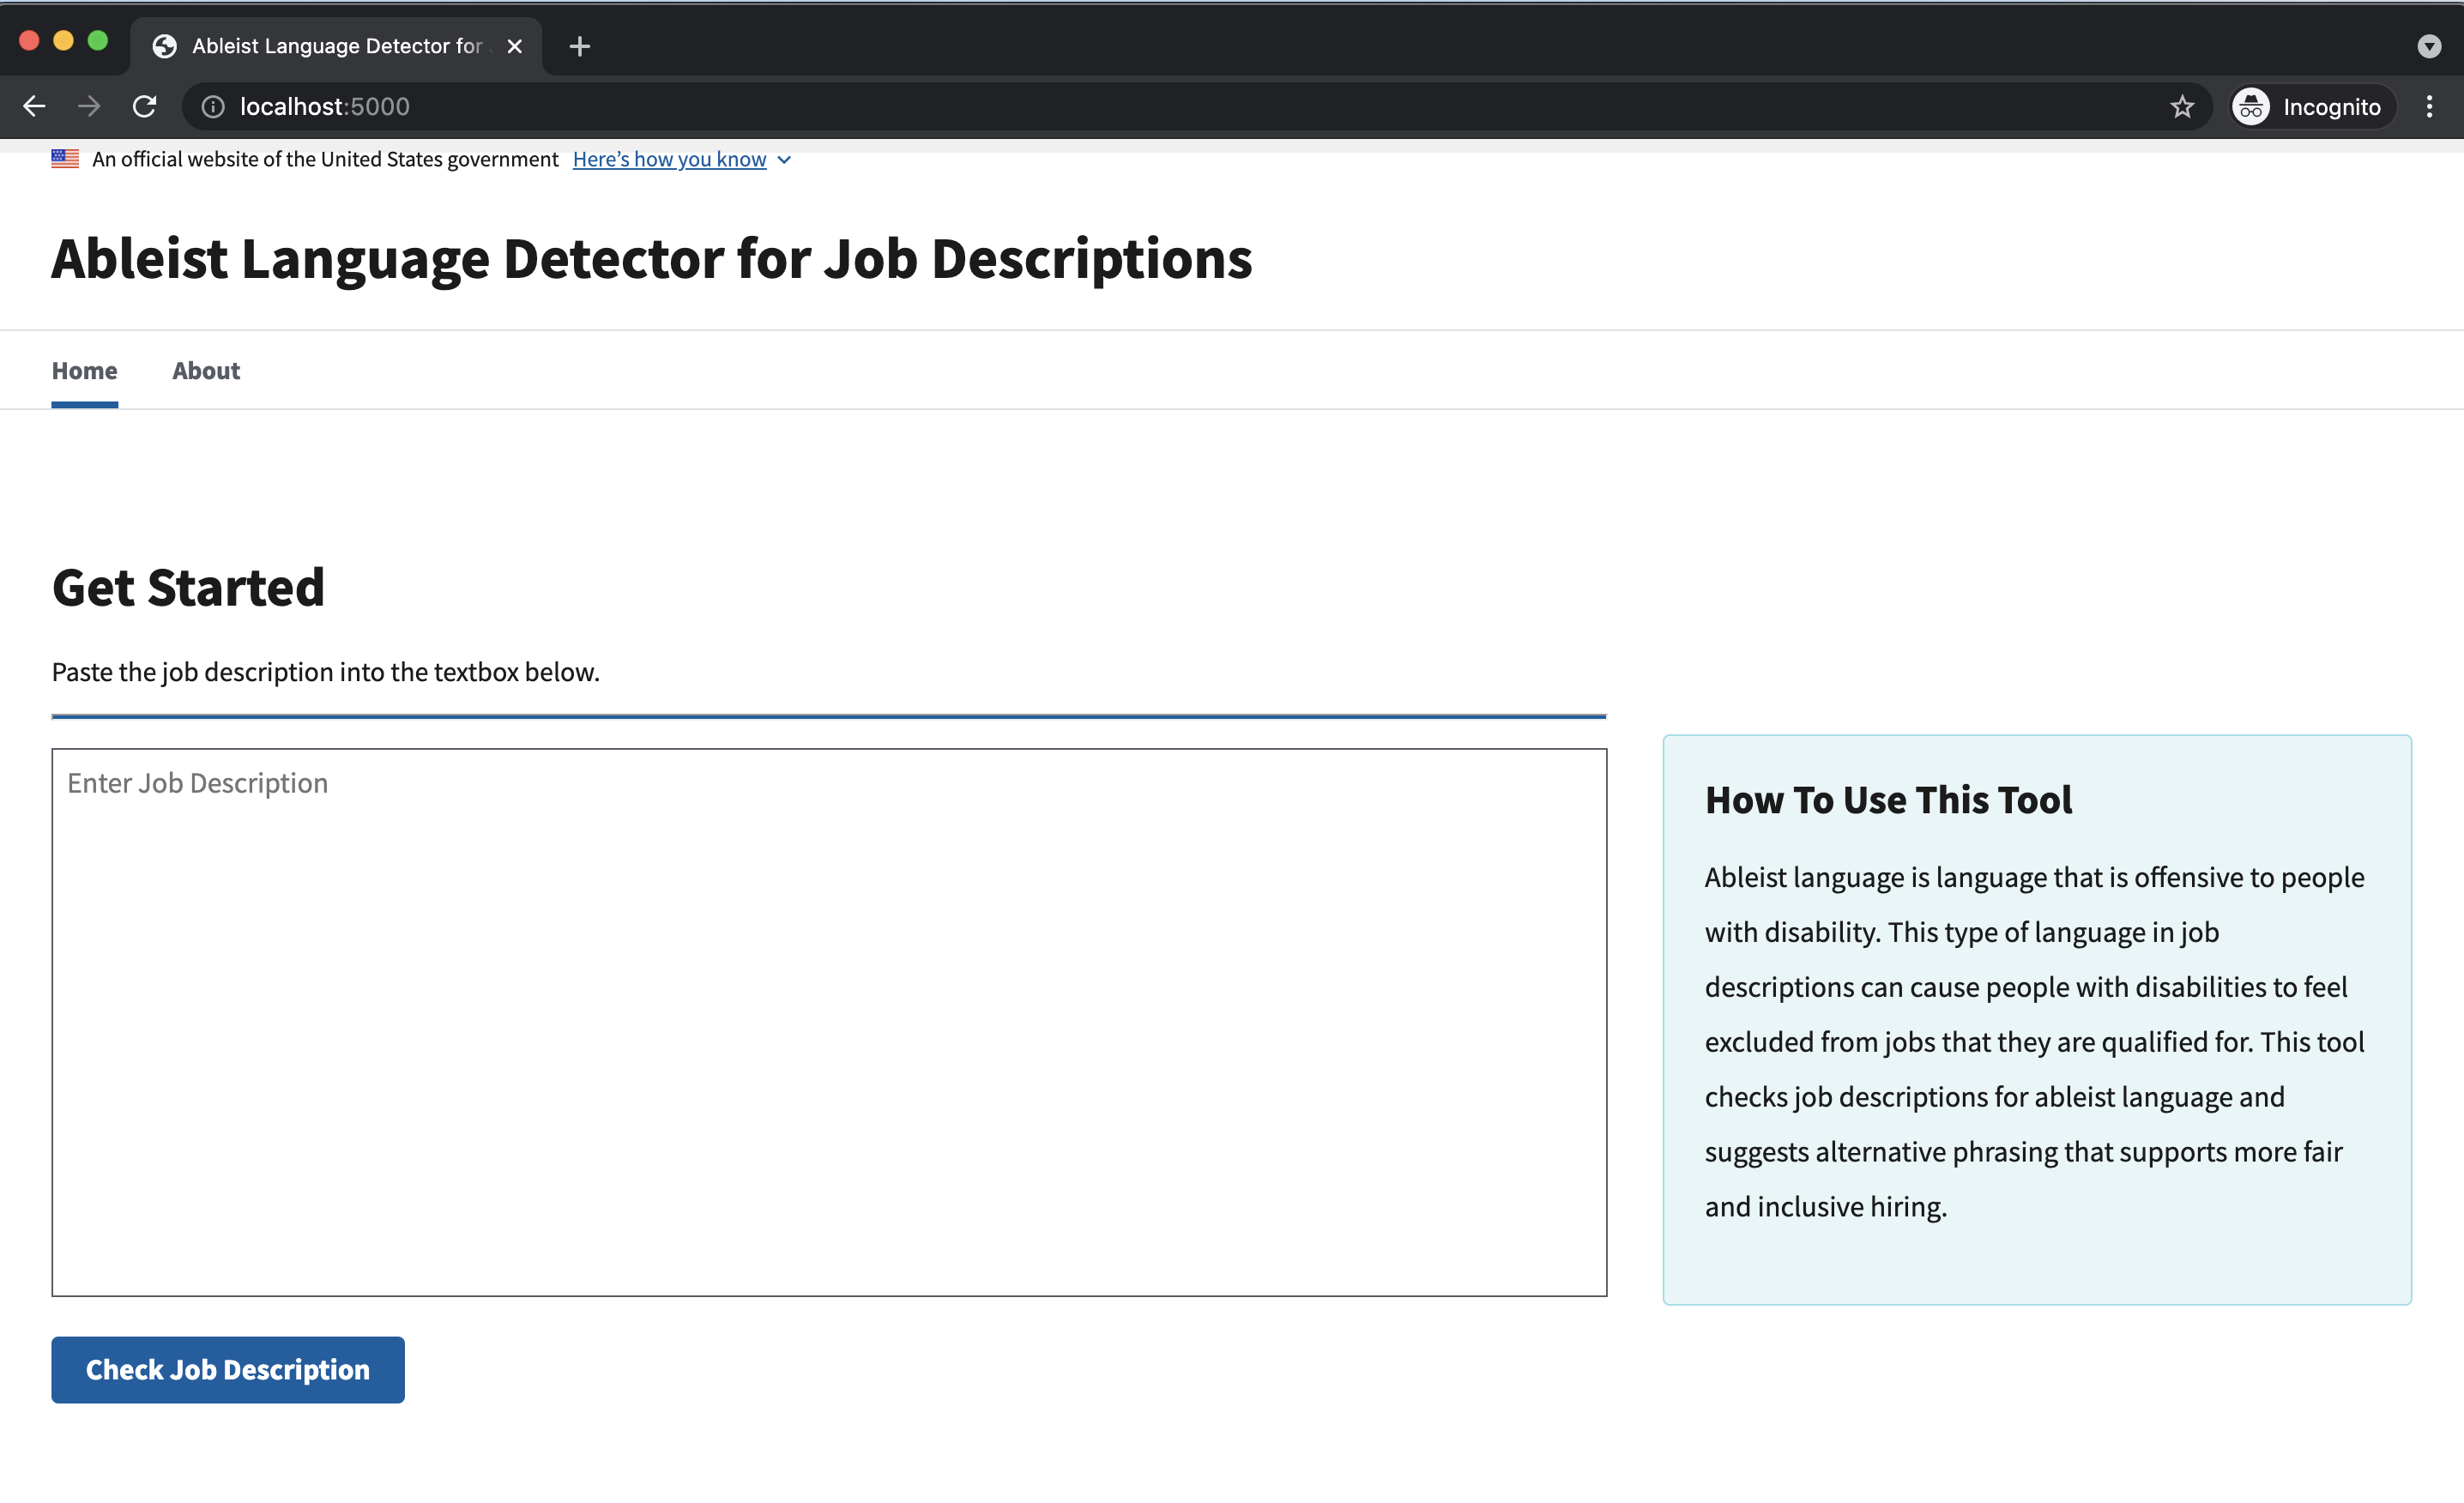 Ableist Language Detector for
localhost:5000
Incognito
An official website of the United States government Here’s how you know
Ableist Language Detector for Job Descriptions
Home About
Get Started
Paste the job description into the textbox below.
Enter Job Description
How To Use This Tool
Ableist language is language that is offensive to people
with disability. This type of language in job
descriptions can cause people with disabilities to feel
excluded from jobs that they are qualified for. This tool
checks job descriptions for ableist language and
suggests alternative phrasing that supports more fair
and inclusive hiring.
Check Job Description